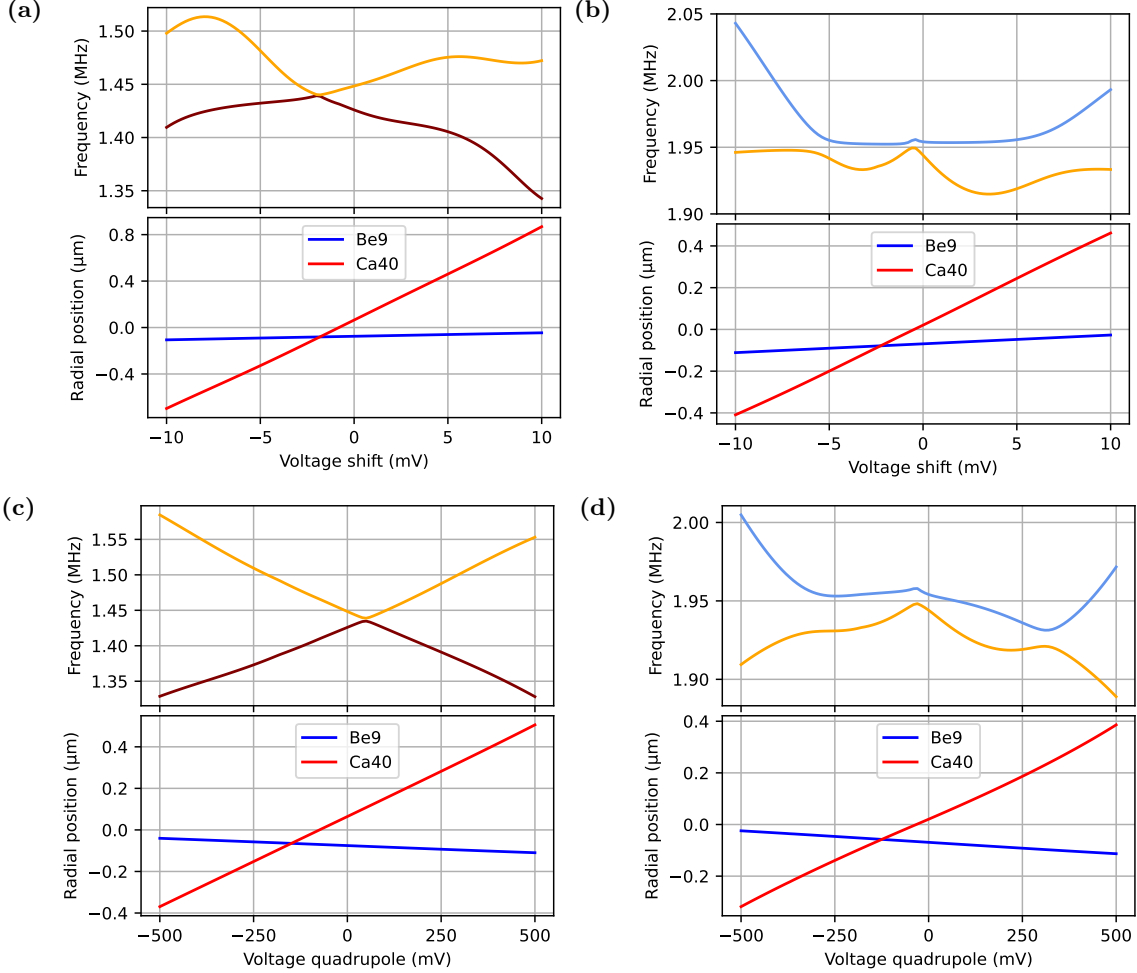 (a)
1.50
1.45
1.40
1.35
Frequency (MHz)
0.8
0.4
0.0
−0.4
Radial position (μm)
Be9
Ca40
−10
−5
0
5
10
Voltage shift (mV)
(b)
2.05
2.00
1.95
1.90
Frequency (MHz)
0.4
0.2
0.0
−0.2
−0.4
Radial position (μm)
Be9
Ca40
−10
−5
0
5
10
Voltage shift (mV)
(c)
1.55
1.50
1.45
1.40
1.35
Frequency (MHz)
0.4
0.2
0.0
−0.2
−0.4
Radial position (μm)
Be9
Ca40
−500
−250
0
250
500
Voltage quadrupole (mV)
(d)
2.00
1.95
1.90
Frequency (MHz)
0.4
0.2
0.0
−0.2
Radial position (μm)
Be9
Ca40
−500
−250
0
250
500
Voltage quadrupole (mV)